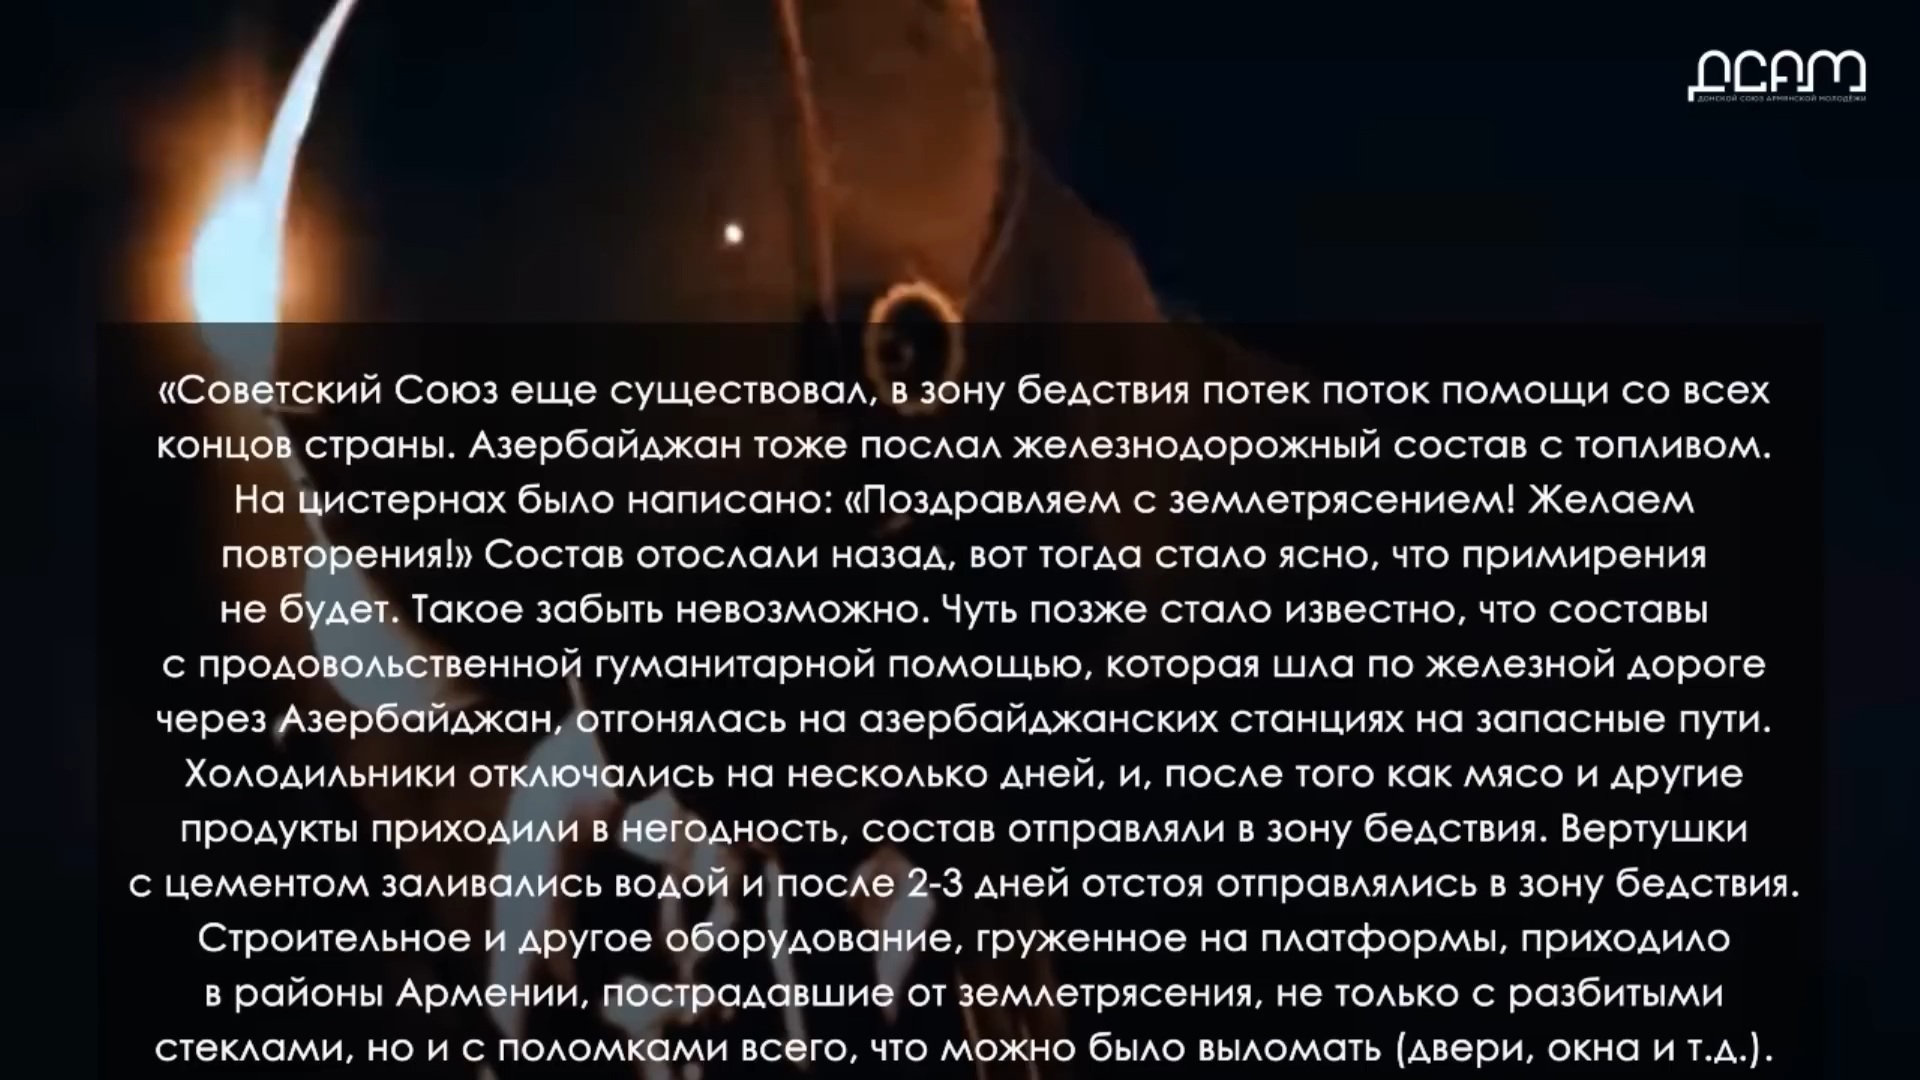 ДСАМ
ДОНСКОЙ СОЮЗ АРМЯНСКОЙ МОЛОДЁЖИ
«Советский Союз еще существовал, в зону бедствия потек поток помощи со всех
концов страны. Азербайджан тоже послал железнодорожный состав с топливом.
На цистернах было написано: «Поздравляем с землетрясением! Желаем
повторения!» Состав отослали назад, вот тогда стало ясно, что примирения
не будет. Такое забыть невозможно. Чуть позже стало известно, что составы
с продовольственной гуманитарной помощью, которая шла по железной дороге
через Азербайджан, отгонялась на азербайджанских станциях на запасные пути.
Холодильники отключались на несколько дней, и, после того как мясо и другие
продукты приходили в негодность, состав отправляли в зону бедствия. Вертушки
с цементом заливались водой и после 2-3 дней отстоя отправлялись в зону бедствия.
Строительное и другое оборудование, груженное на платформы, приходило
в районы Армении, пострадавшие от землетрясения, не только с разбитыми
стеклами, но и с поломками всего, что можно было выломать (двери, окна и т.д.).